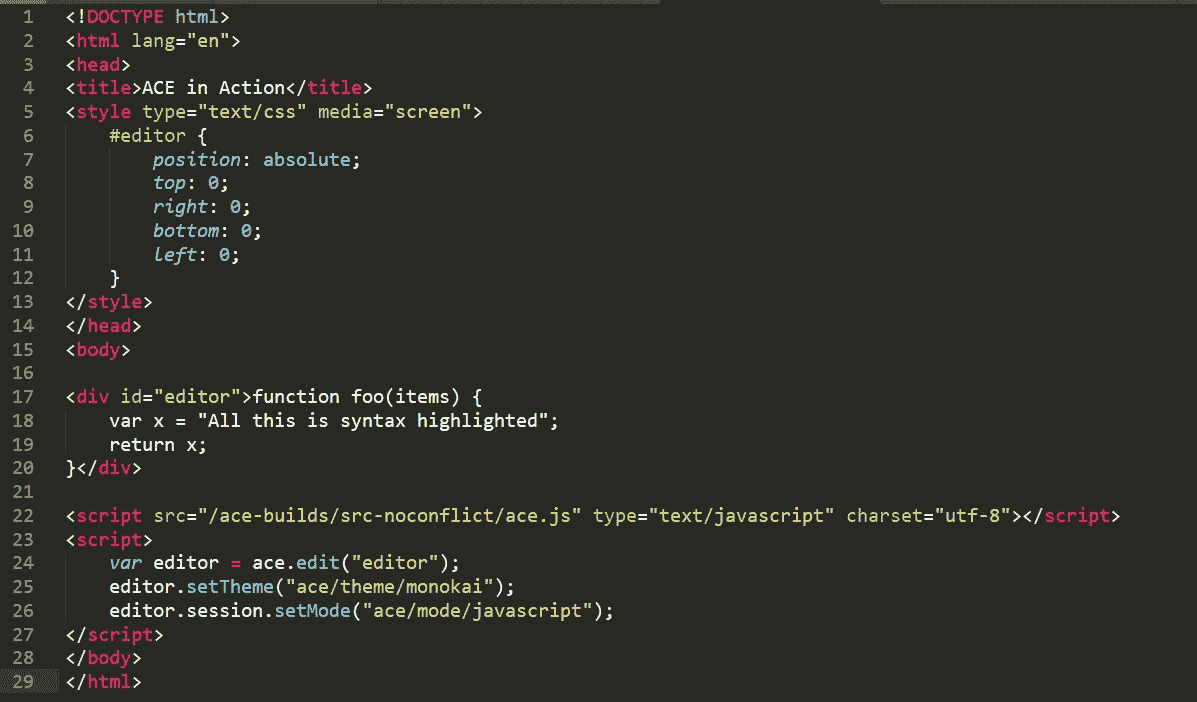 1 <!DOCTYPE html>
2 <html lang="en">
3 <head>
4 <title>ACE in Action</title>
5 <style type="text/css" media="screen">
6     #editor {
7         position: absolute;
8         top: 0;
9         right: 0;
10         bottom: 0;
11         left: 0;
12     }
13 </style>
14 </head>
15 <body>
16
17 <div id="editor">function foo(items) {
18     var x = "All this is syntax highlighted";
19     return x;
20 }</div>
21
22 <script src="/ace-builds/src-noconflict/ace.js" type="text/javascript" charset="utf-8"></script>
23 <script>
24     var editor = ace.edit("editor");
25     editor.setTheme("ace/theme/monokai");
26     editor.session.setMode("ace/mode/javascript");
27 </script>
28 </body>
29 </html>